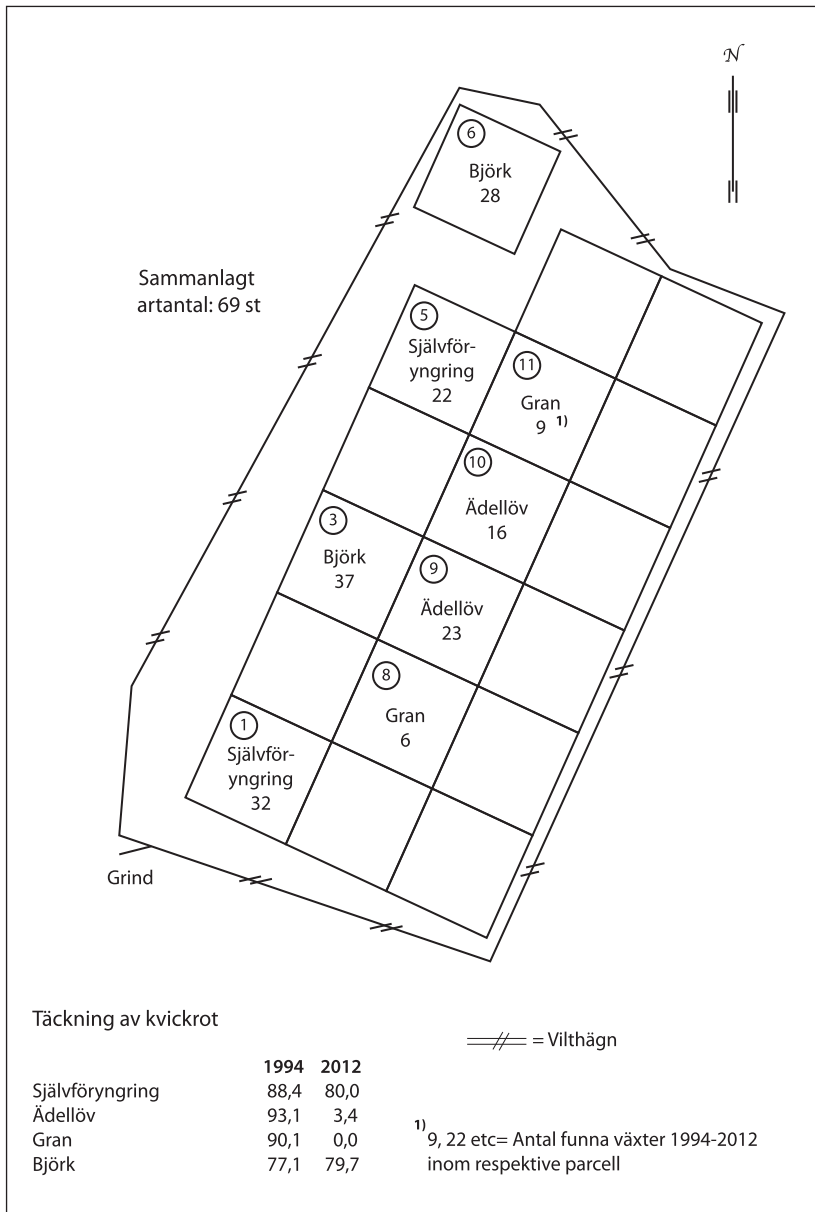 N
6
Björk
28
Sammanlagt
artantal: 69 st
5
Självför-
yngring
22
11
Gran
9 1)
10
Ädellöv
16
3
Björk
37
9
Ädellöv
23
8
Gran
6
1
Självför-
yngring
32
Grind
Täckning av kvickrot
= Vilthägn
1994 2012
Självföryngring 88,4 80,0
Ädellöv 93,1 3,4
Gran 90,1 0,0
Björk 77,1 79,7
1) 9, 22 etc= Antal funna växter 1994-2012
inom respektive parcell